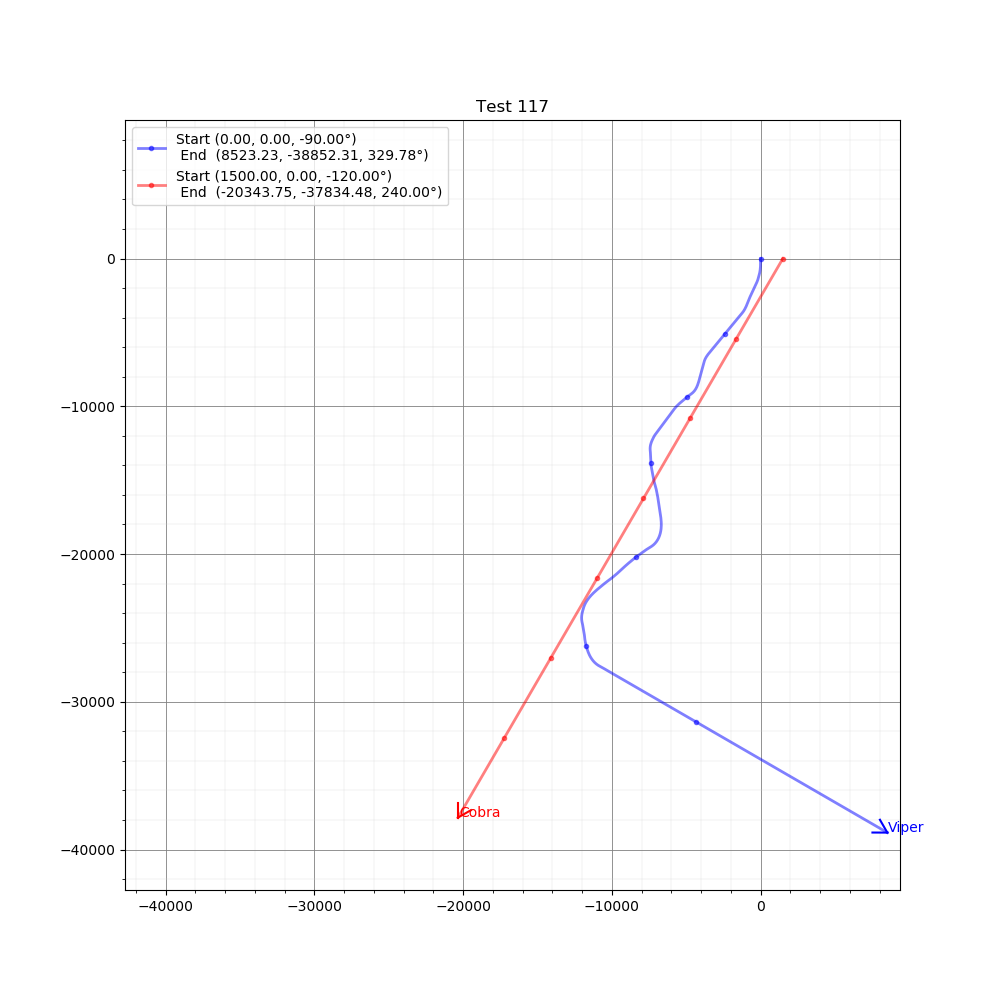 Test 117
Start (0.00, 0.00, -90.00°)
End (8523.23, -38852.31, 329.78°)
Start (1500.00, 0.00, -120.00°)
End (-20343.75, -37834.48, 240.00°)
0
−10000
−20000
−30000
−40000
Cobra
Viper
−40000
−30000
−20000
−10000
0